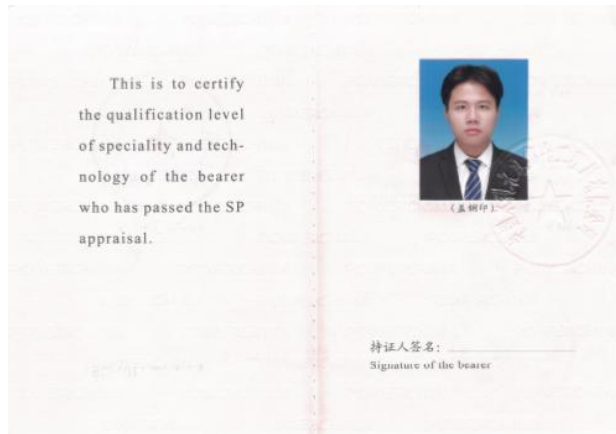 This is to certify
the qualification level
of speciality and tech-
nology of the bearer
who has passed the SP
appraisal.
(盖钢印)
持证人签名:
Signature of the bearer